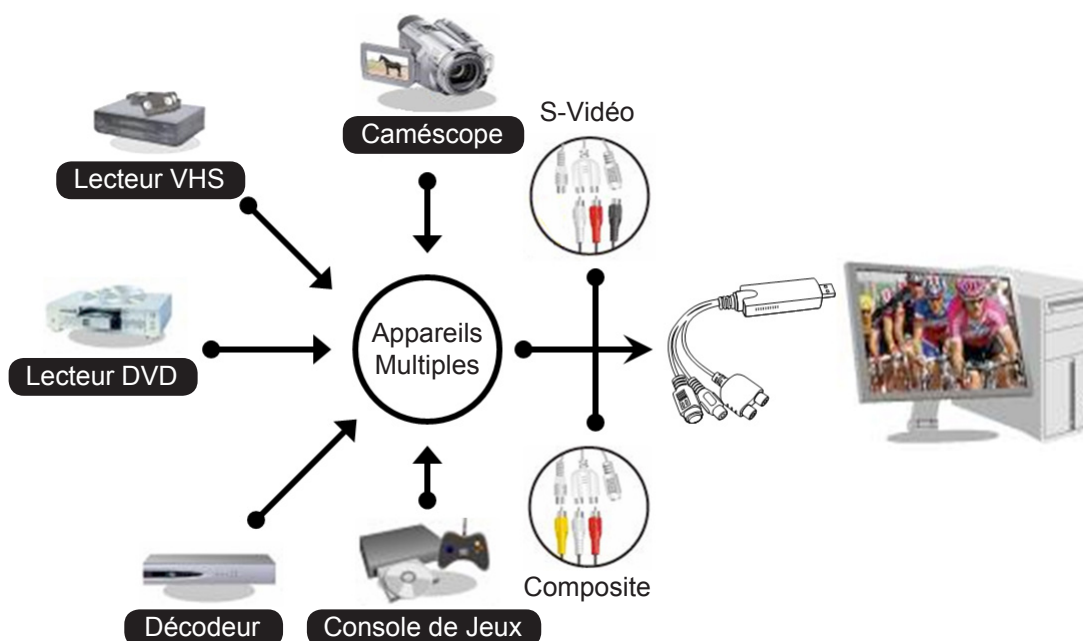 Caméscope
S-Vidéo
Lecteur VHS
Appareils
Multiples
Lecteur DVD
Composite
Décodeur
Console de Jeux